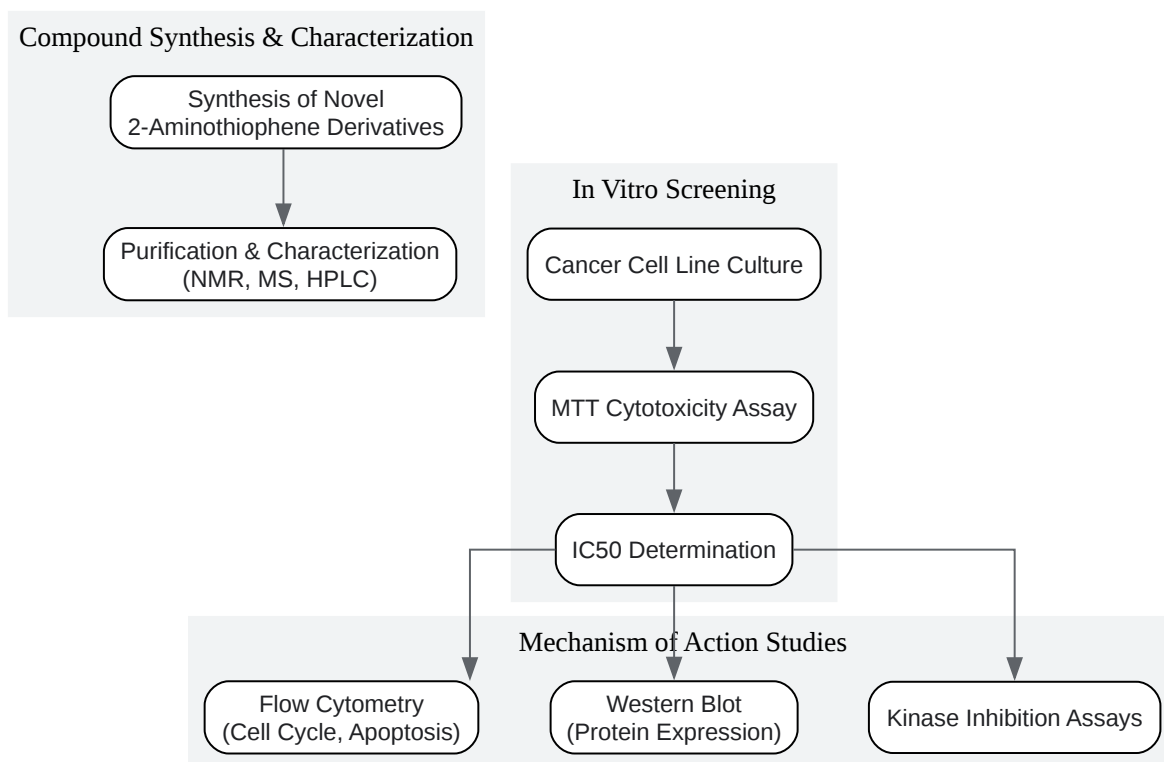 Compound Synthesis & Characterization
Synthesis of Novel
2-Aminothiophene Derivatives
Purification & Characterization
(NMR, MS, HPLC)
In Vitro Screening
Cancer Cell Line Culture
MTT Cytotoxicity Assay
IC50 Determination
Mechanism of Action Studies
Flow Cytometry
(Cell Cycle, Apoptosis)
Western Blot
(Protein Expression)
Kinase Inhibition Assays